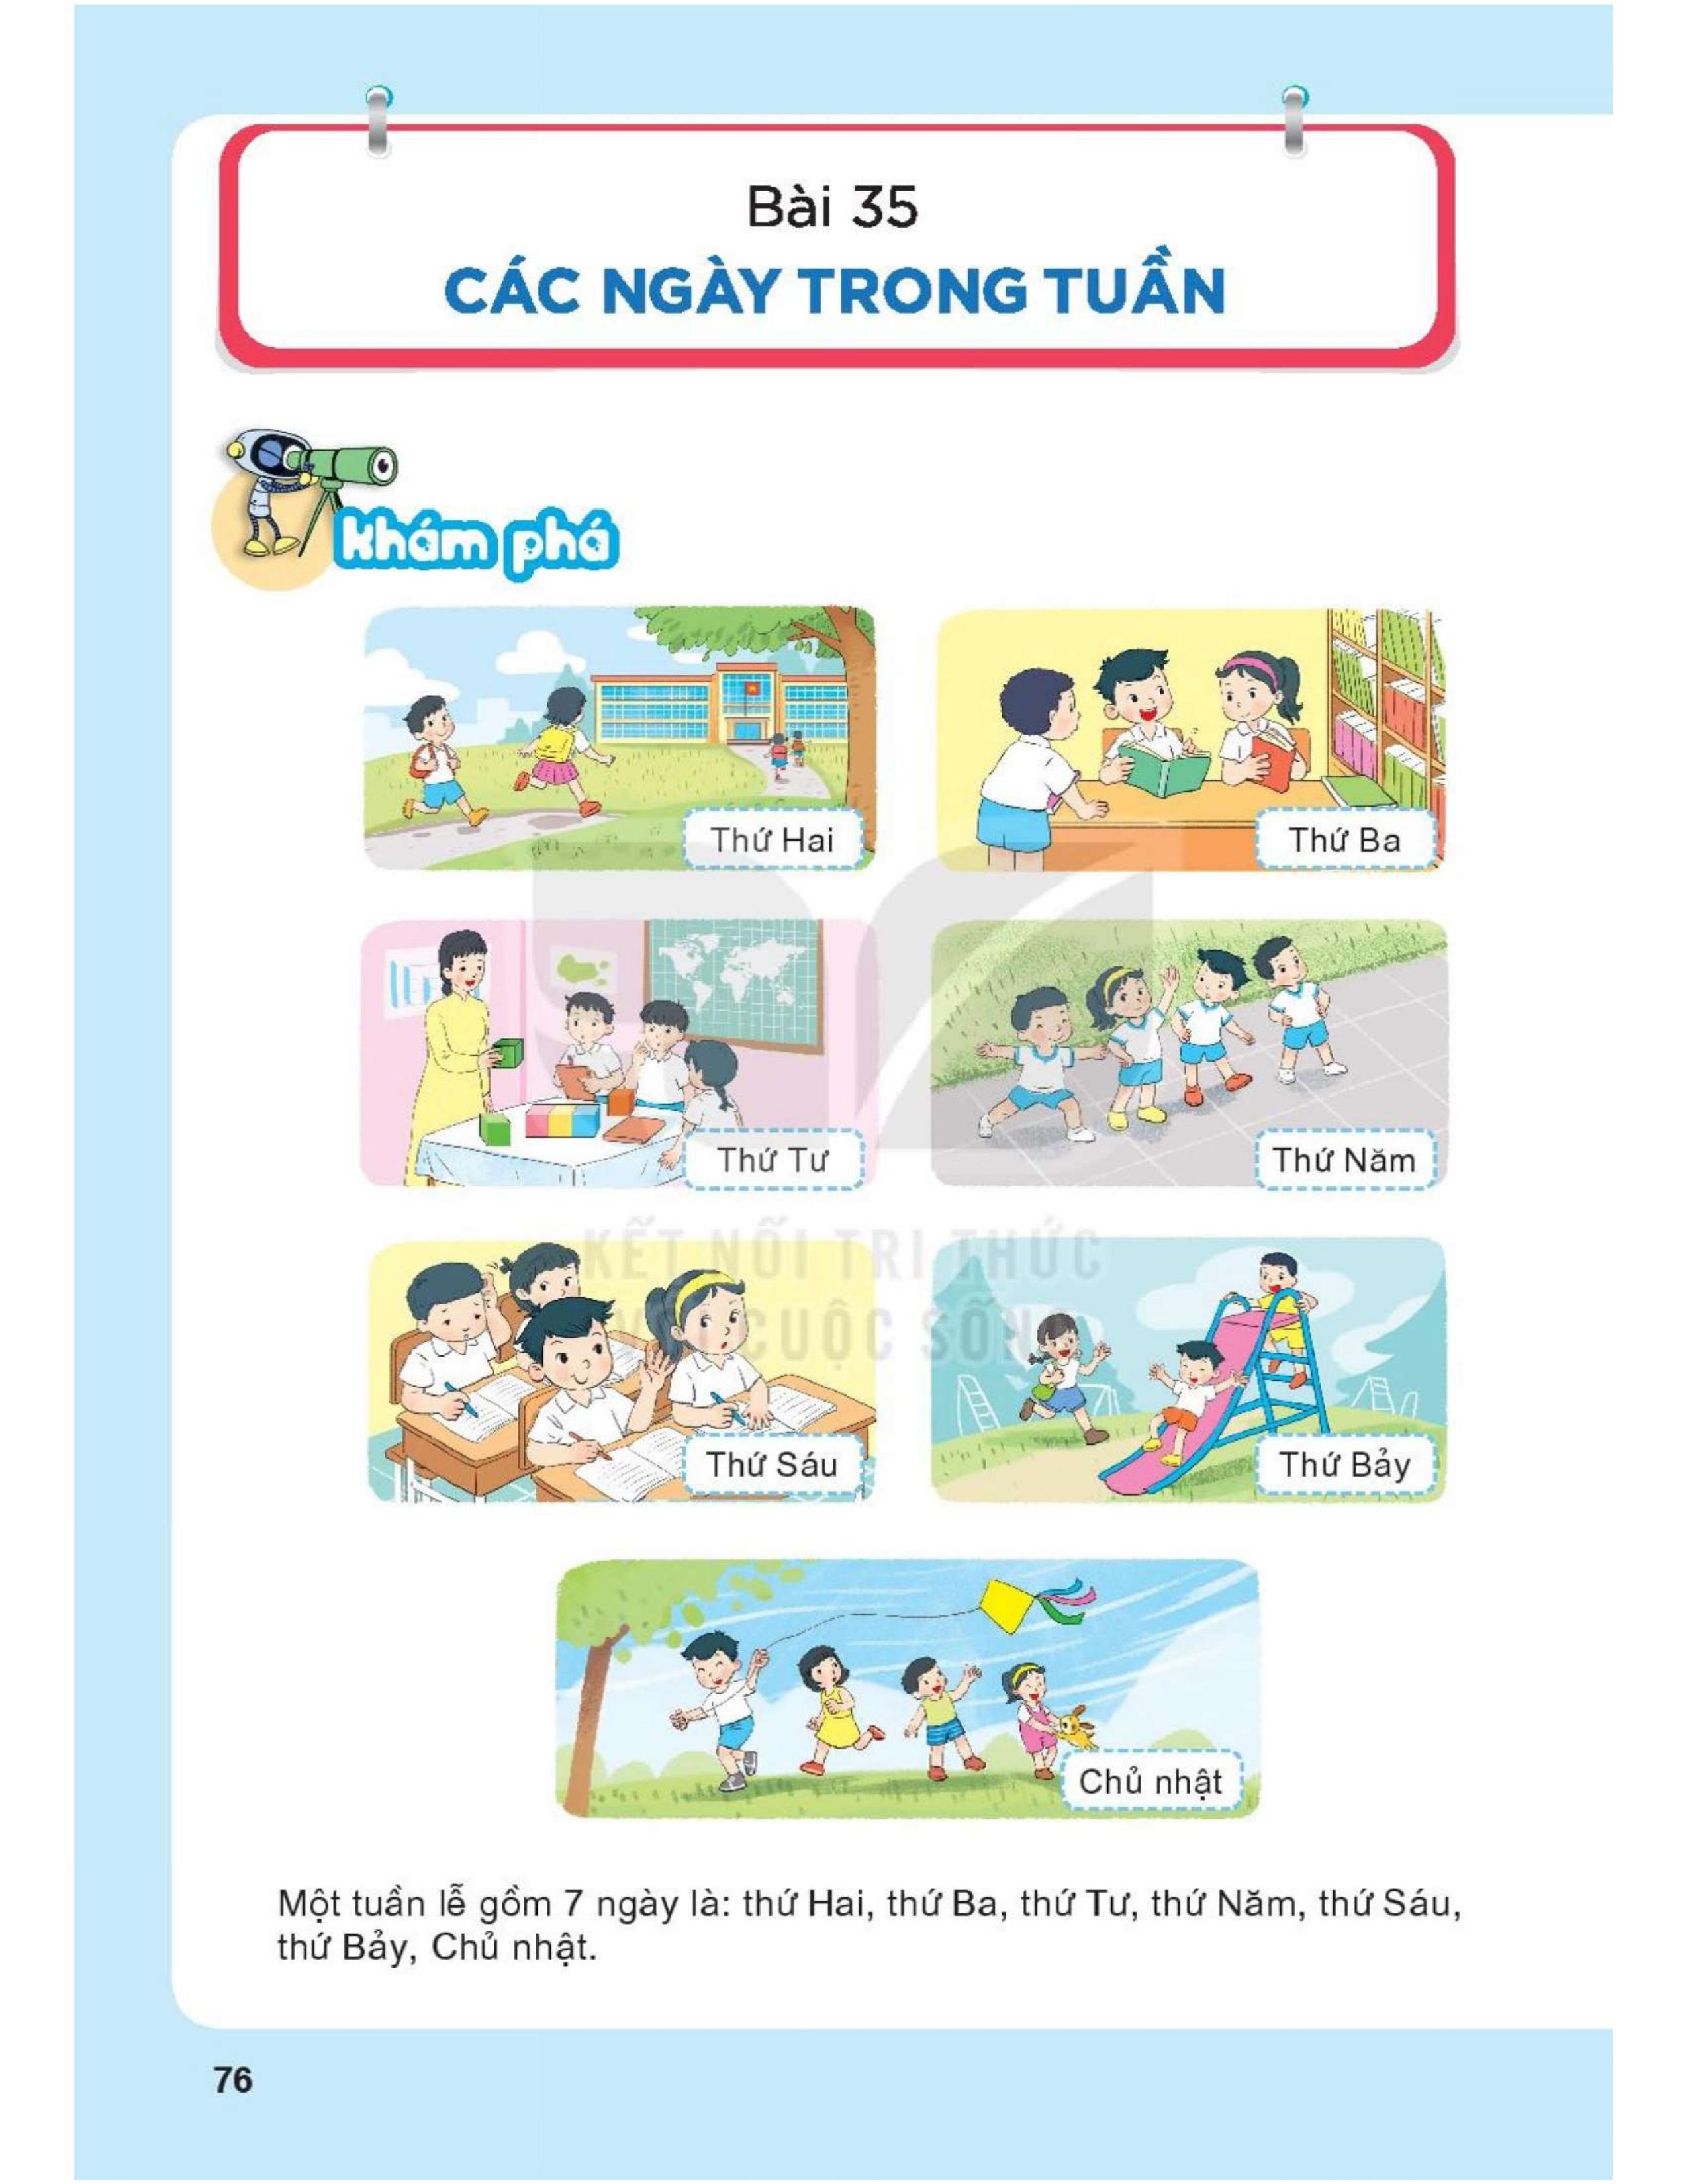 Bài 35
CÁC NGÀY TRONG TUẦN
Khám phá
Thứ Hai
Thứ Ba
Thứ Tư
Thứ Năm
KẾT NỐI TRI THỨC
VỚI CUỘC SỐNG
Thứ Sáu
Thứ Bảy
Chủ nhật
Một tuần lễ gồm 7 ngày là: thứ Hai, thứ Ba, thứ Tư, thứ Năm, thứ Sáu,
thứ Bảy, Chủ nhật.
76